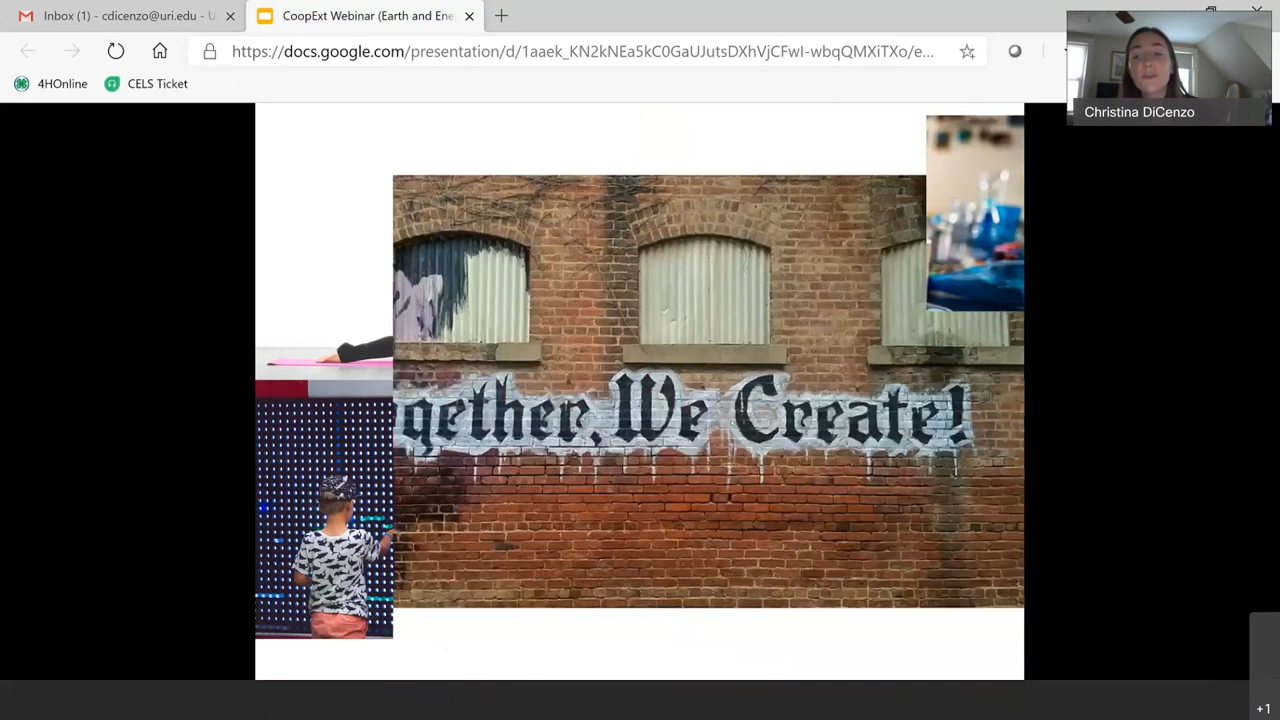 Inbox (1) - cdicenzo@uri.edu - U
CoopExt Webinar (Earth and Ene
https://docs.google.com/presentation/d/1aaek_KN2kNEa5kC0GaUJutsDXhVjCFwI-wbqQMXiTXo/e...
4HOnline
CELS Ticket
Christina DiCenzo
gether, We Create!
+1